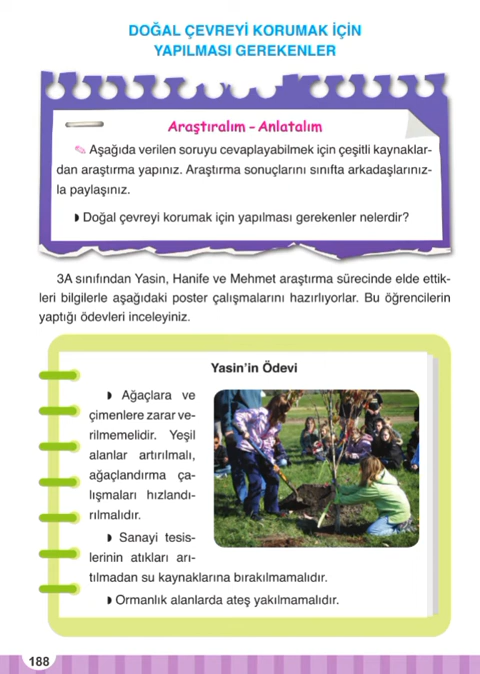 DOĞAL ÇEVREYİ KORUMAK İÇİN
YAPILMASI GEREKENLER
Araştıralım - Anlatalım
Aşağıda verilen soruyu cevaplayabilmek için çeşitli kaynaklar-
dan araştırma yapınız. Araştırma sonuçlarını sınıfta arkadaşlarınız-
la paylaşınız.
Doğal çevreyi korumak için yapılması gerekenler nelerdir?
3A sınıfından Yasin, Hanife ve Mehmet araştırma sürecinde elde ettik-
leri bilgilerle aşağıdaki poster çalışmalarını hazırlıyorlar. Bu öğrencilerin
yaptığı ödevleri inceleyiniz.
Yasin'in Ödevi
Ağaçlara ve
çimenlere zarar ve-
rilmemelidir. Yeşil
alanlar artırılmalı,
ağaçlandırma ça-
lışmaları hızlandı-
rılmalıdır.
Sanayi tesis-
lerinin atıkları arı-
tılmadan su kaynaklarına bırakılmamalıdır.
Ormanlık alanlarda ateş yakılmamalıdır.
188